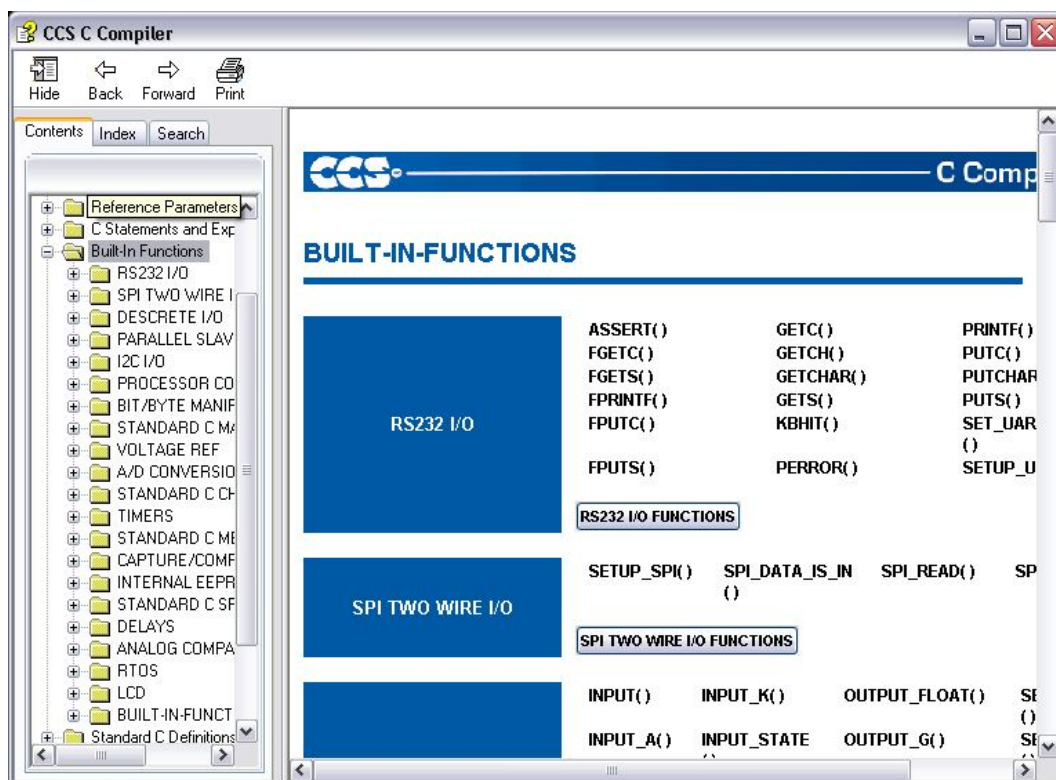 CCS C Compiler
Hide Back Forward Print
Contents Index Search
Reference Parameters
C Statements and Exp
Built-In Functions
RS232 I/O
SPI TWO WIRE I
DESCRETE I/O
PARALLEL SLAV
I2C I/O
PROCESSOR CO
BIT/BYTE MANIF
STANDARD C MA
VOLTAGE REF
A/D CONVERSIO
STANDARD C CH
TIMERS
STANDARD C ME
CAPTURE/COMF
INTERNAL EEPR
STANDARD C SF
DELAYS
ANALOG COMPA
RTOS
LCD
BUILT-IN-FUNCT
Standard C Definitions
CCS C Comp
BUILT-IN-FUNCTIONS
RS232 I/O
ASSERT() GETC() PRINTF()
FGETC() GETCH() PUTC()
FGETS() GETCHAR() PUTCHAR
FPRINTF() GETS() PUTS()
FPUTC() KBHIT() SET_UAR
()
FPUTS() PERROR() SETUP_U
RS232 I/O FUNCTIONS
SPI TWO WIRE I/O
SETUP_SPI() SPI_DATA_IS_IN SPI_READ() SP
()
SPI TWO WIRE I/O FUNCTIONS
INPUT() INPUT_K() OUTPUT_FLOAT() SE
()
INPUT_A() INPUT_STATE OUTPUT_G() SE